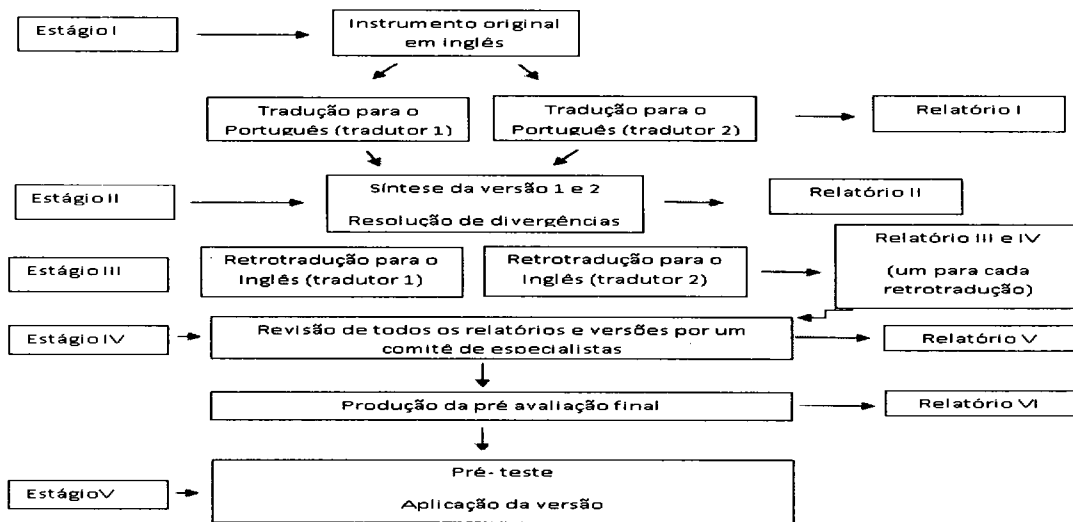 Estágio I
Instrumento original
em inglês
Tradução para o
Português (tradutor 1)
Tradução para o
Português (tradutor 2)
Relatório I
Estágio II
Síntese da versão 1 e 2
Resolução de divergências
Relatório II
Estágio III
Retrotradução para o
Inglês (tradutor 1)
Retrotradução para o
Inglês (tradutor 2)
Relatório III e IV
(um para cada
retrotradução)
Estágio IV
Revisão de todos os relatórios e versões por um
comitê de especialistas
Relatório V
Produção da pré avaliação final
Relatório VI
Estágio V
Pré- teste
Aplicação da versão